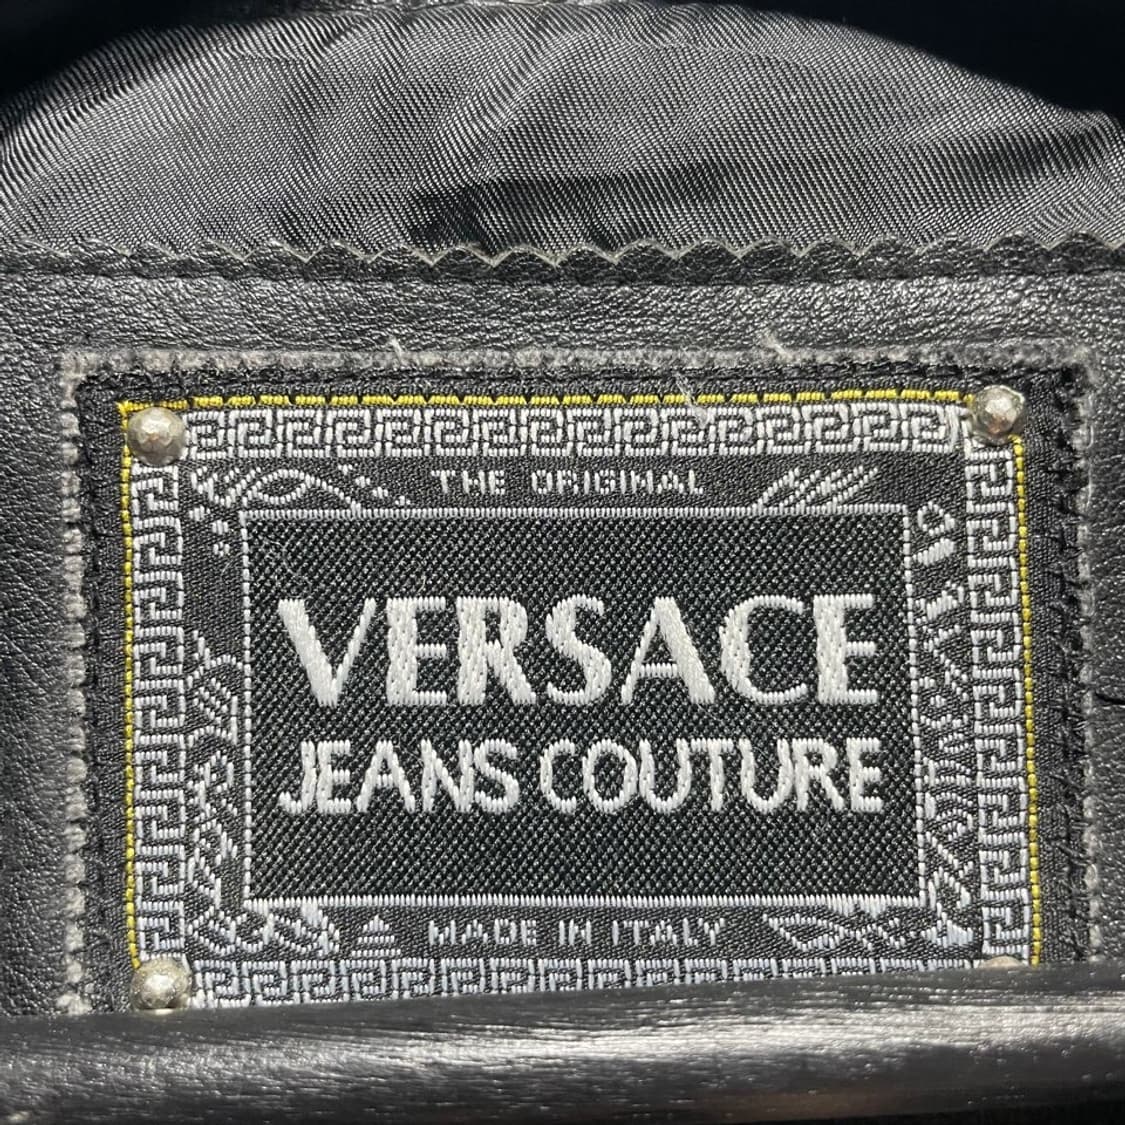 THE ORIGINAL
VERSACE
JEANS COUTURE
MADE IN ITALY